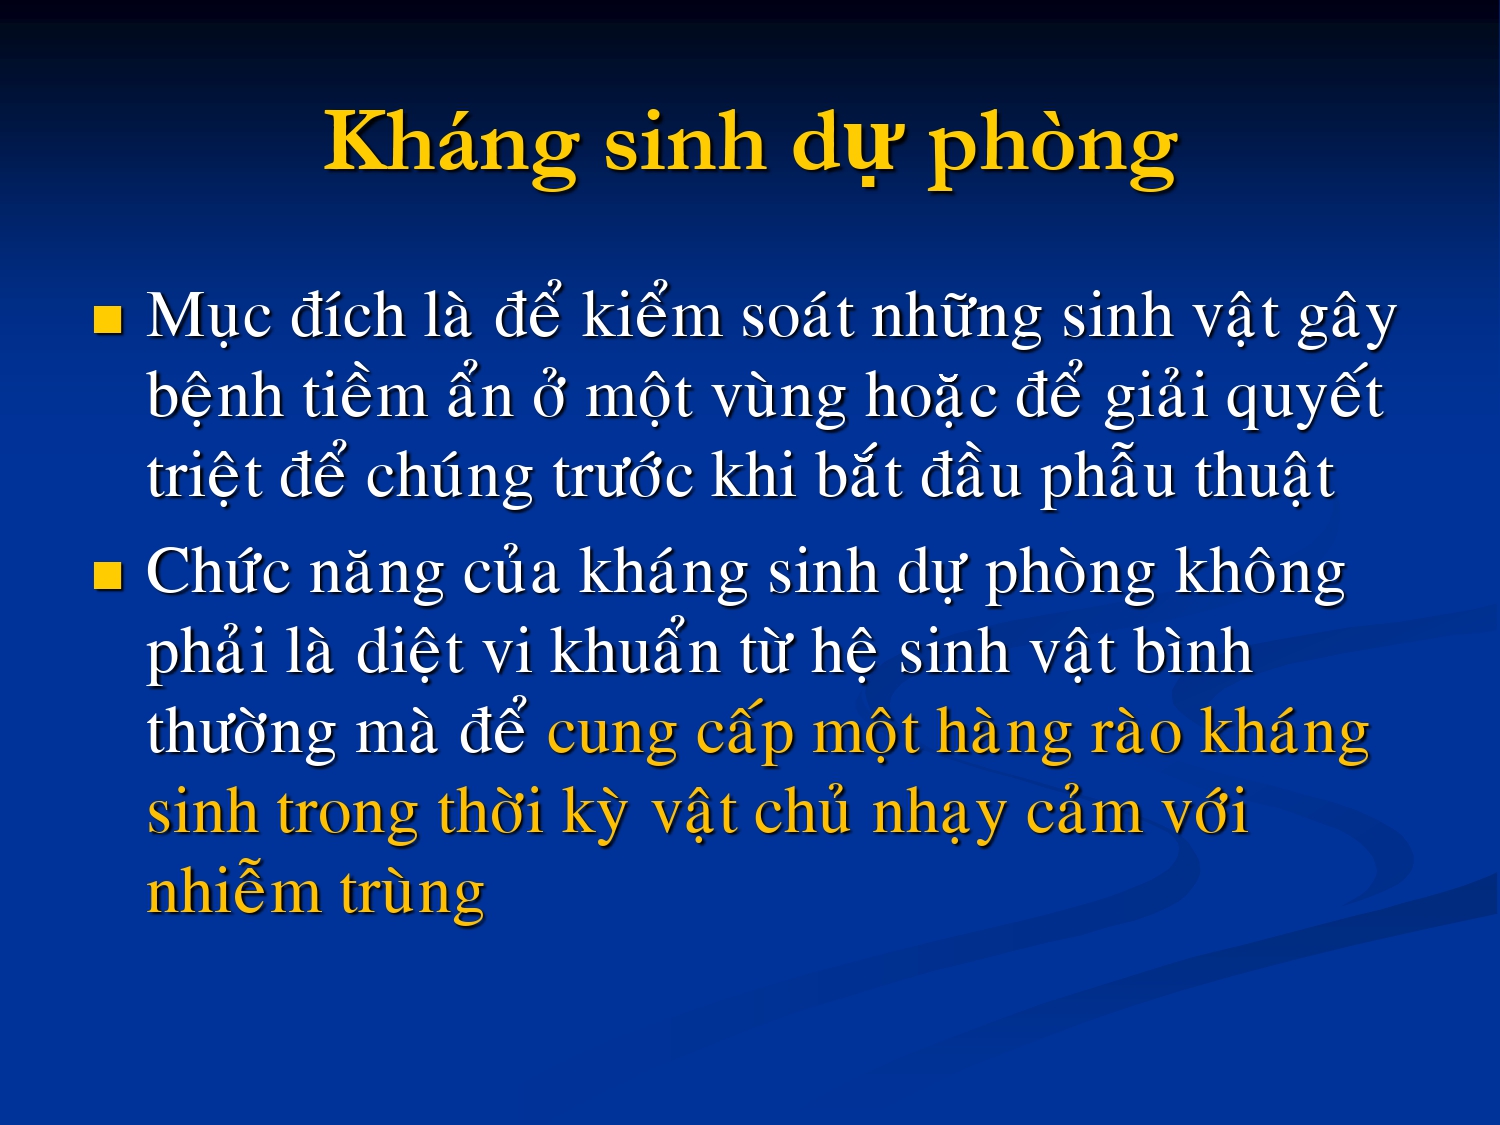 Kháng sinh dự phòng
Mục đích là để kiểm soát những sinh vật gây
bệnh tiềm ẩn ở một vùng hoặc để giải quyết
triệt để chúng trước khi bắt đầu phẫu thuật
Chức năng của kháng sinh dự phòng không
phải là diệt vi khuẩn từ hệ sinh vật bình
thường mà để cung cấp một hàng rào kháng
sinh trong thời kỳ vật chủ nhạy cảm với
nhiễm trùng